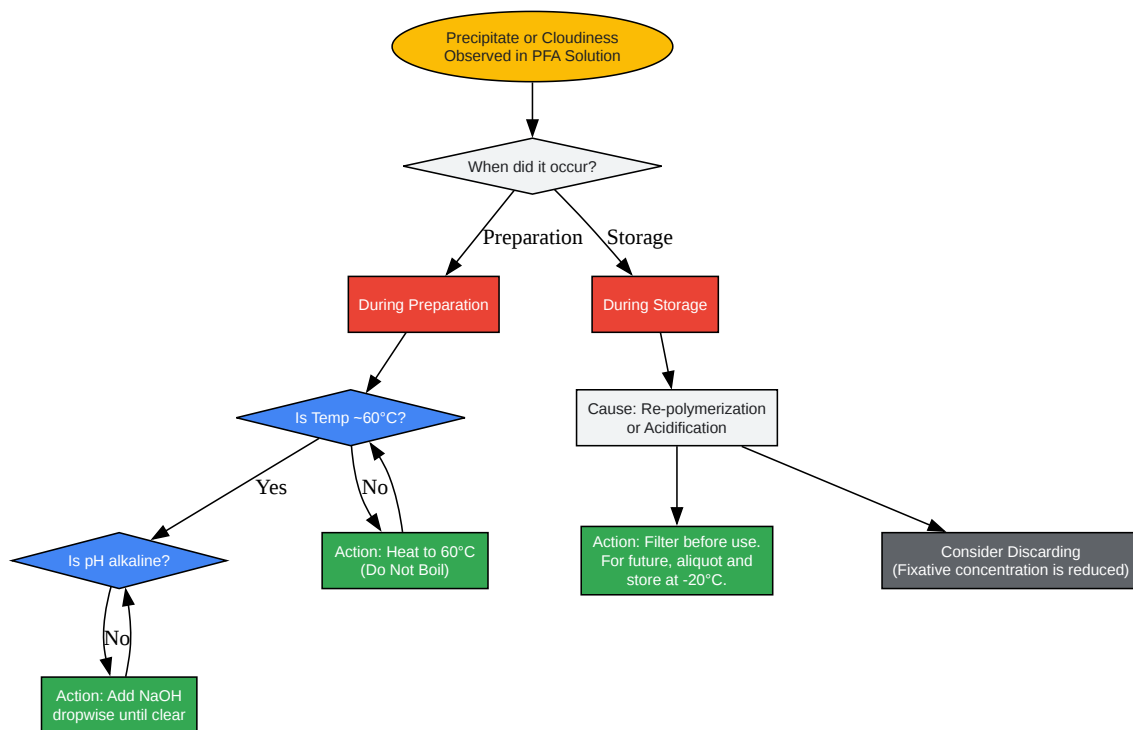 Precipitate or Cloudiness
Observed in PFA Solution
When did it occur?
Preparation
Storage
During Preparation
During Storage
Is Temp ~60°C?
Cause: Re-polymerization
or Acidification
Yes
No
Is pH alkaline?
Action: Heat to 60°C
(Do Not Boil)
Action: Filter before use.
For future, aliquot and
store at -20°C.
Consider Discarding
(Fixative concentration is reduced)
No
Action: Add NaOH
dropwise until clear